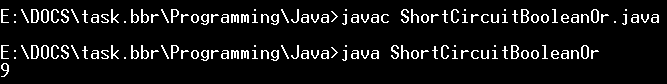 E:\DOCS\task.bbr\Programming\Java>javac ShortCircuitBooleanOr.java
E:\DOCS\task.bbr\Programming\Java>java ShortCircuitBooleanOr
9